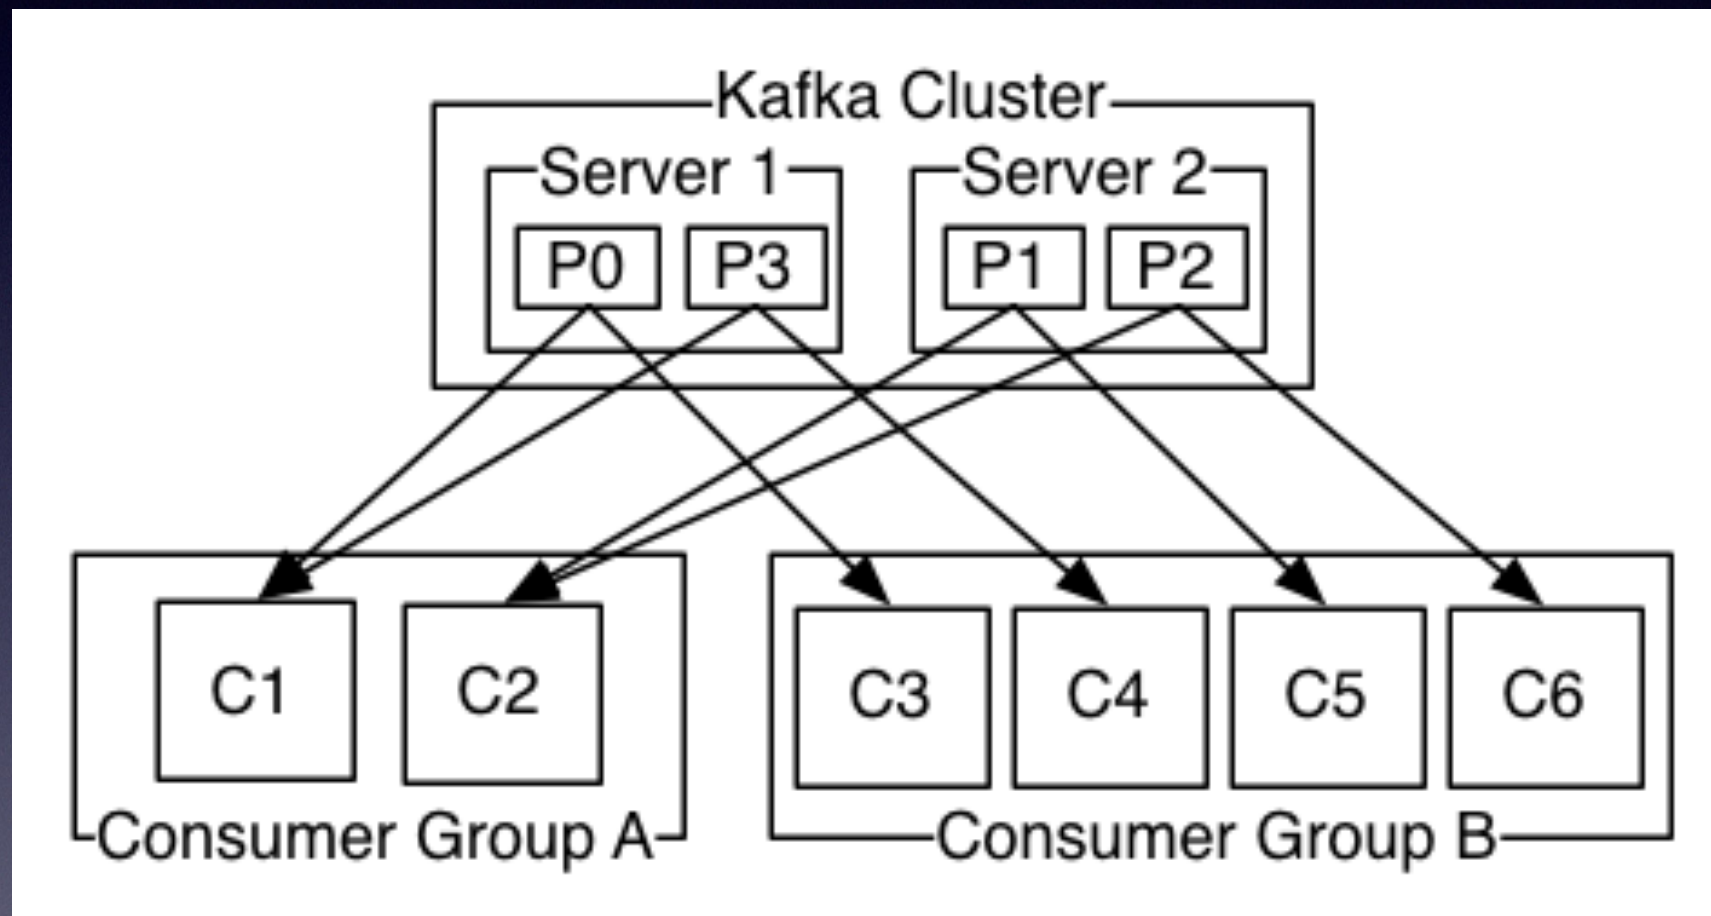 Kafka Cluster
Server 1
Server 2
P0
P3
P1
P2
C1
C2
C3
C4
C5
C6
Consumer Group A
Consumer Group B